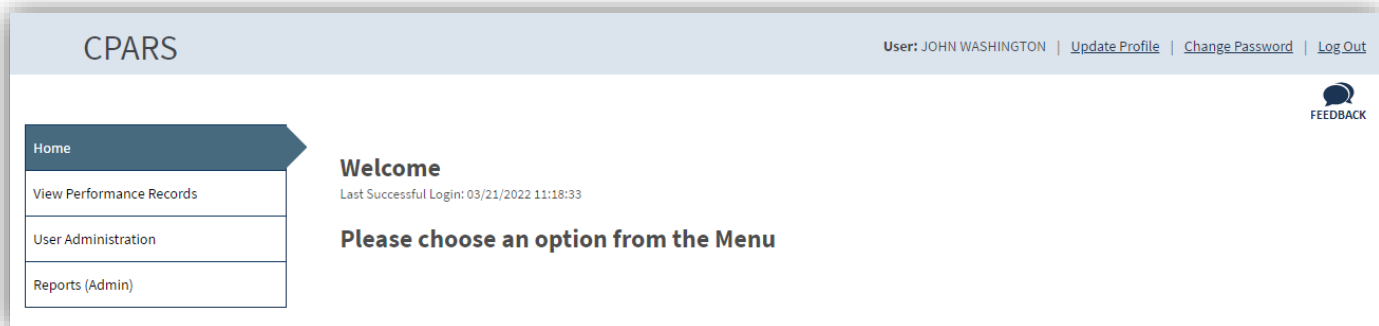 CPARS
User: JOHN WASHINGTON | Update Profile | Change Password | Log Out
FEEDBACK
Home
View Performance Records
User Administration
Reports (Admin)
Welcome
Last Successful Login: 03/21/2022 11:18:33
Please choose an option from the Menu